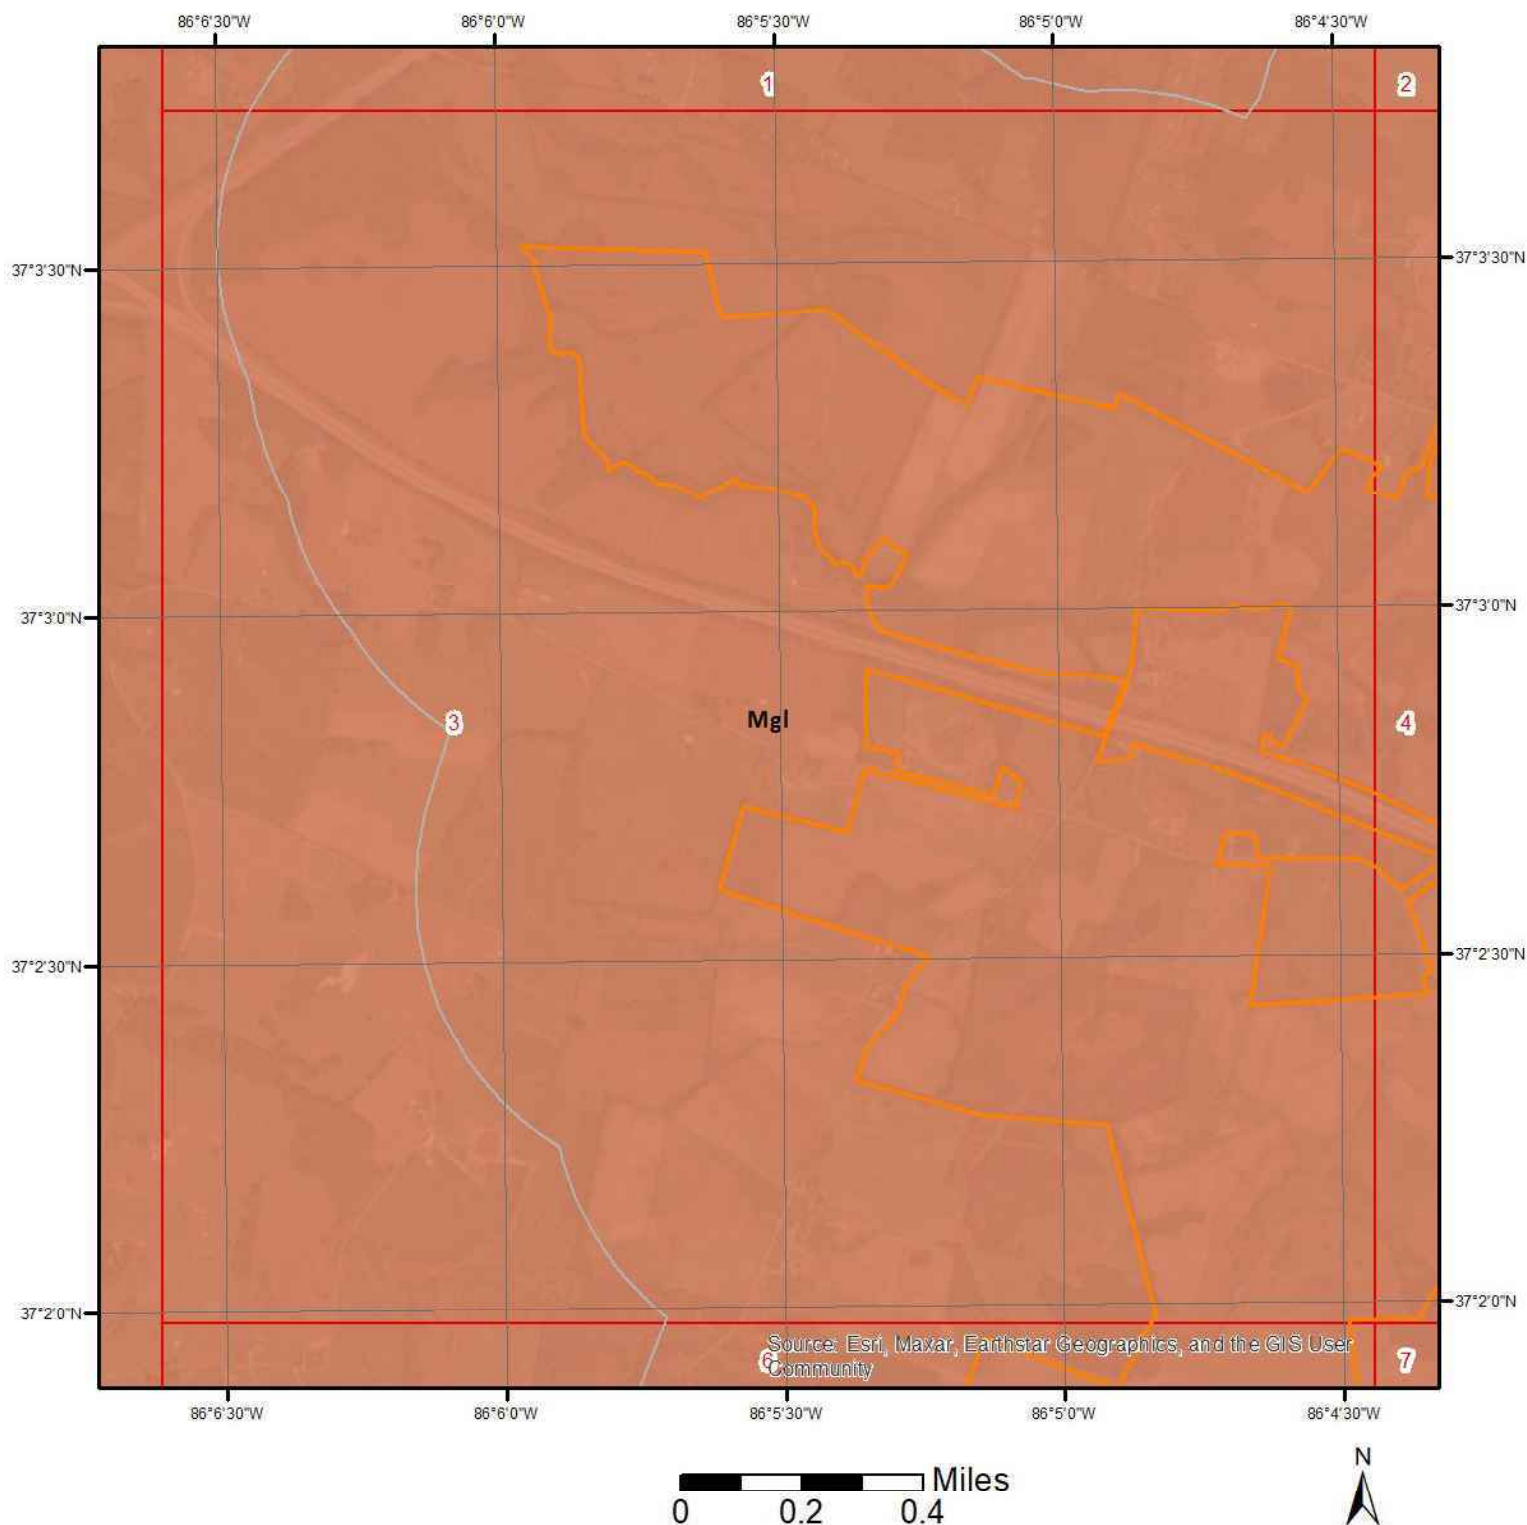 86°6'30"W 86°6'0"W 86°5'30"W 86°5'0"W 86°4'30"W
1 2
37°3'30"N 37°3'30"N
37°3'0"N 37°3'0"N
3 Mgl 4
37°2'30"N 37°2'30"N
37°2'0"N 37°2'0"N
Source: Esri, Maxar, Earthstar Geographics, and the GIS User
6 Community 7
86°6'30"W 86°6'0"W 86°5'30"W 86°5'0"W 86°4'30"W
N
Miles
0 0.2 0.4